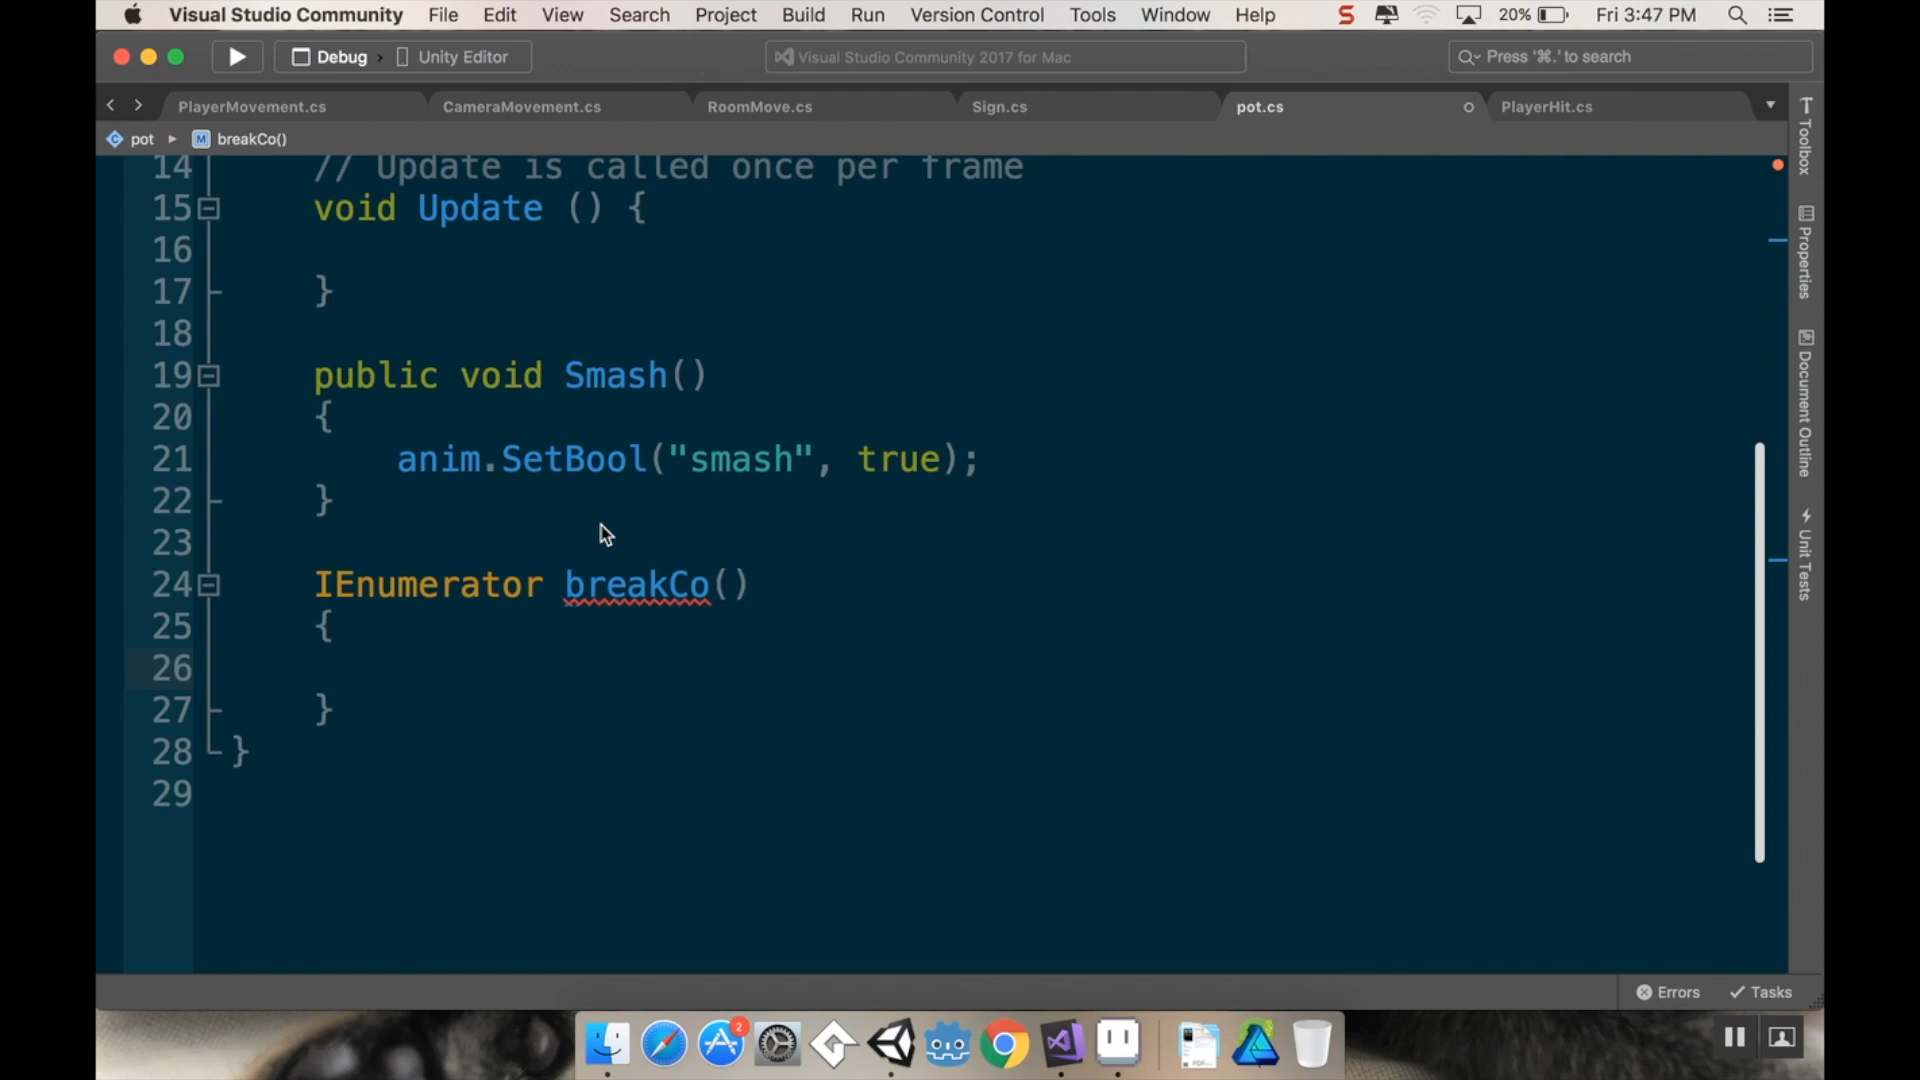 Visual Studio Community File Edit View Search Project Build Run Version Control Tools Window Help S 20% Fri 3:47 PM
Debug Unity Editor Visual Studio Community 2017 for Mac Press '⌘.' to search
PlayerMovement.cs CameraMovement.cs RoomMove.cs Sign.cs pot.cs PlayerHit.cs
pot M breakCo()
14 // Update is called once per frame
15 void Update () {
16
17 }
18
19 public void Smash()
20 {
21 anim.SetBool("smash", true);
22 }
23
24 IEnumerator breakCo()
25 {
26
27 }
28 }
29
Toolbox
Properties
Document Outline
Unit Tests
Errors Tasks
2